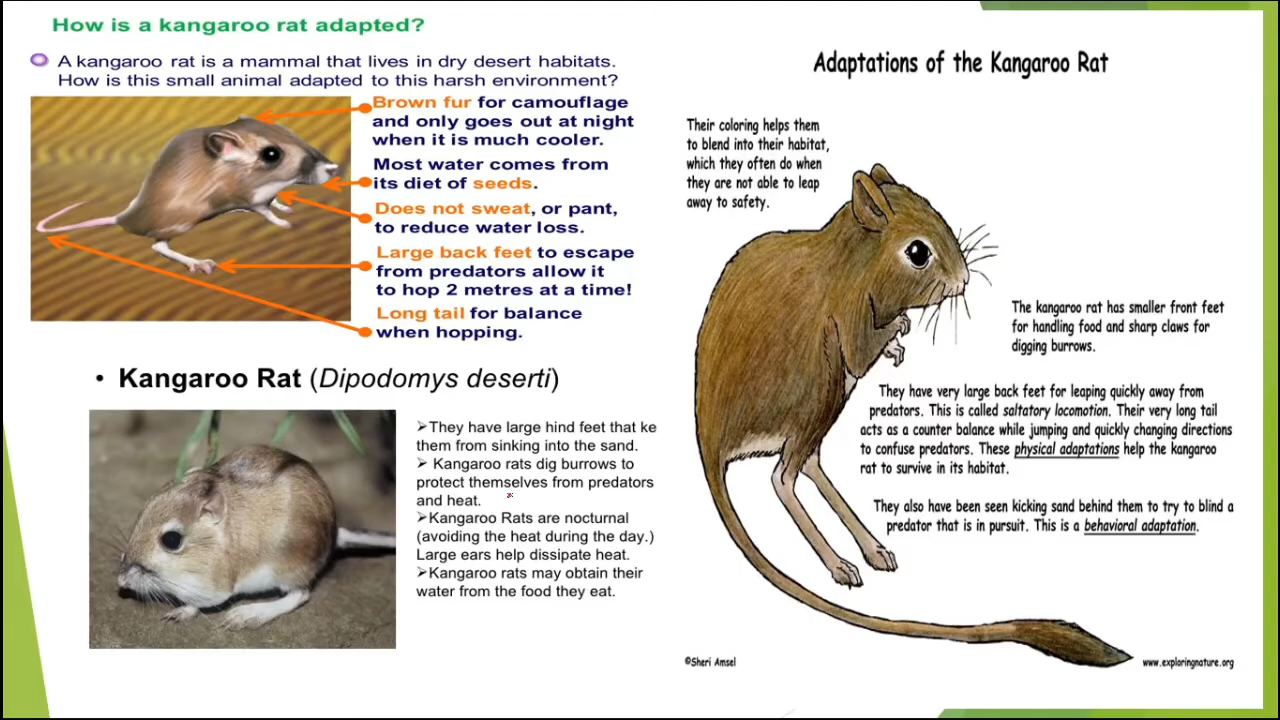 How is a kangaroo rat adapted?
A kangaroo rat is a mammal that lives in dry desert habitats.
How is this small animal adapted to this harsh environment?
Brown fur for camouflage
and only goes out at night
when it is much cooler.
Most water comes from
its diet of seeds.
Does not sweat, or pant,
to reduce water loss.
Large back feet to escape
from predators allow it
to hop 2 metres at a time!
Long tail for balance
when hopping.
• Kangaroo Rat (Dipodomys deserti)
➢They have large hind feet that ke
them from sinking into the sand.
➢ Kangaroo rats dig burrows to
protect themselves from predators
and heat.
➢Kangaroo Rats are nocturnal
(avoiding the heat during the day.)
Large ears help dissipate heat.
➢Kangaroo rats may obtain their
water from the food they eat.
Adaptations of the Kangaroo Rat
Their coloring helps them
to blend into their habitat,
which they often do when
they are not able to leap
away to safety.
The kangaroo rat has smaller front feet
for handling food and sharp claws for
digging burrows.
They have very large back feet for leaping quickly away from
predators. This is called saltatory locomotion. Their very long tail
acts as a counter balance while jumping and quickly changing directions
to confuse predators. These physical adaptations help the kangaroo
rat to survive in its habitat.
They also have been seen kicking sand behind them to try to blind a
predator that is in pursuit. This is a behavioral adaptation.
©Sheri Amsel
www.exploringnature.org